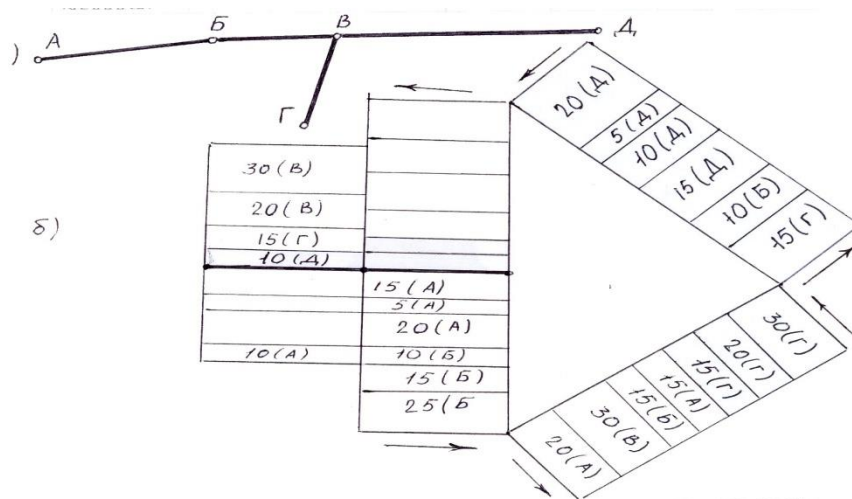 )
А
Б
В
Д
Г
б)
30(В)
20(В)
15(Г)
10(Д)
10(А)
15(А)
5(А)
20(А)
10(Б)
15(Б)
25(Б
20(Д)
5(Д)
10(Д)
15(Д)
10(Б)
15(Г)
20(А)
30(В)
15(Б)
15(А)
15(Г)
20(Г)
30(Г)